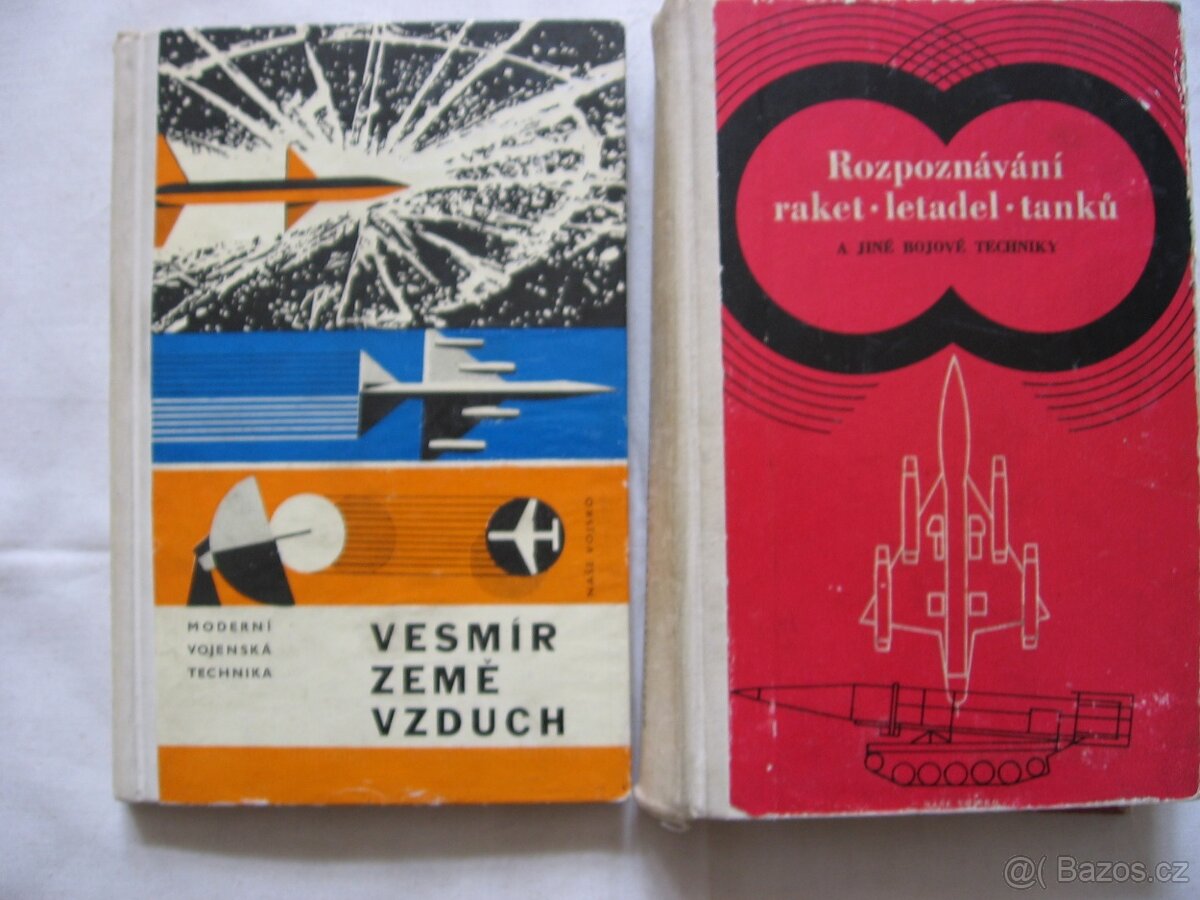 NAŠE VOJSKO
MODERNÍ
VOJENSKÁ
TECHNIKA
VESMÍR
ZEMĚ
VZDUCH
Rozpoznávání
raket · letadel · tanků
A JINÉ BOJOVÉ TECHNIKY
@( Bazos.cz